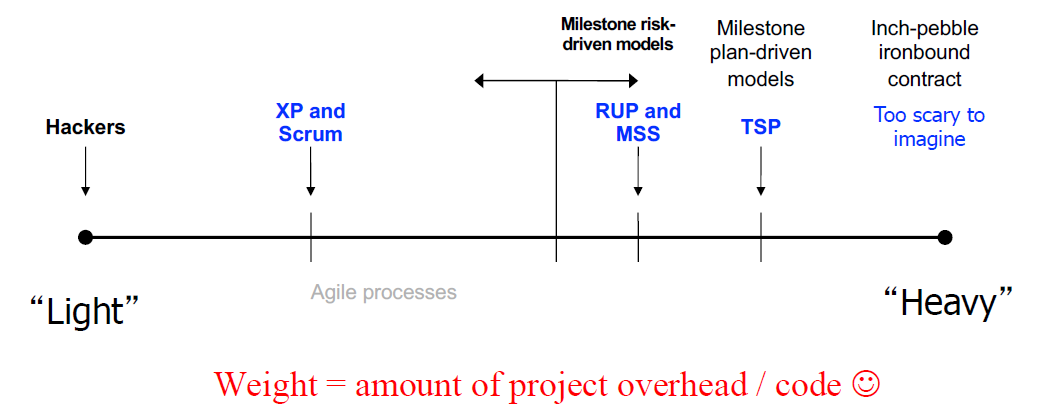 Milestone risk-
driven models
Milestone
plan-driven
models
Inch-pebble
ironbound
contract
Hackers
XP and
Scrum
RUP and
MSS
TSP
Too scary to
imagine
Agile processes
“Light”
“Heavy”
Weight = amount of project overhead / code ☺